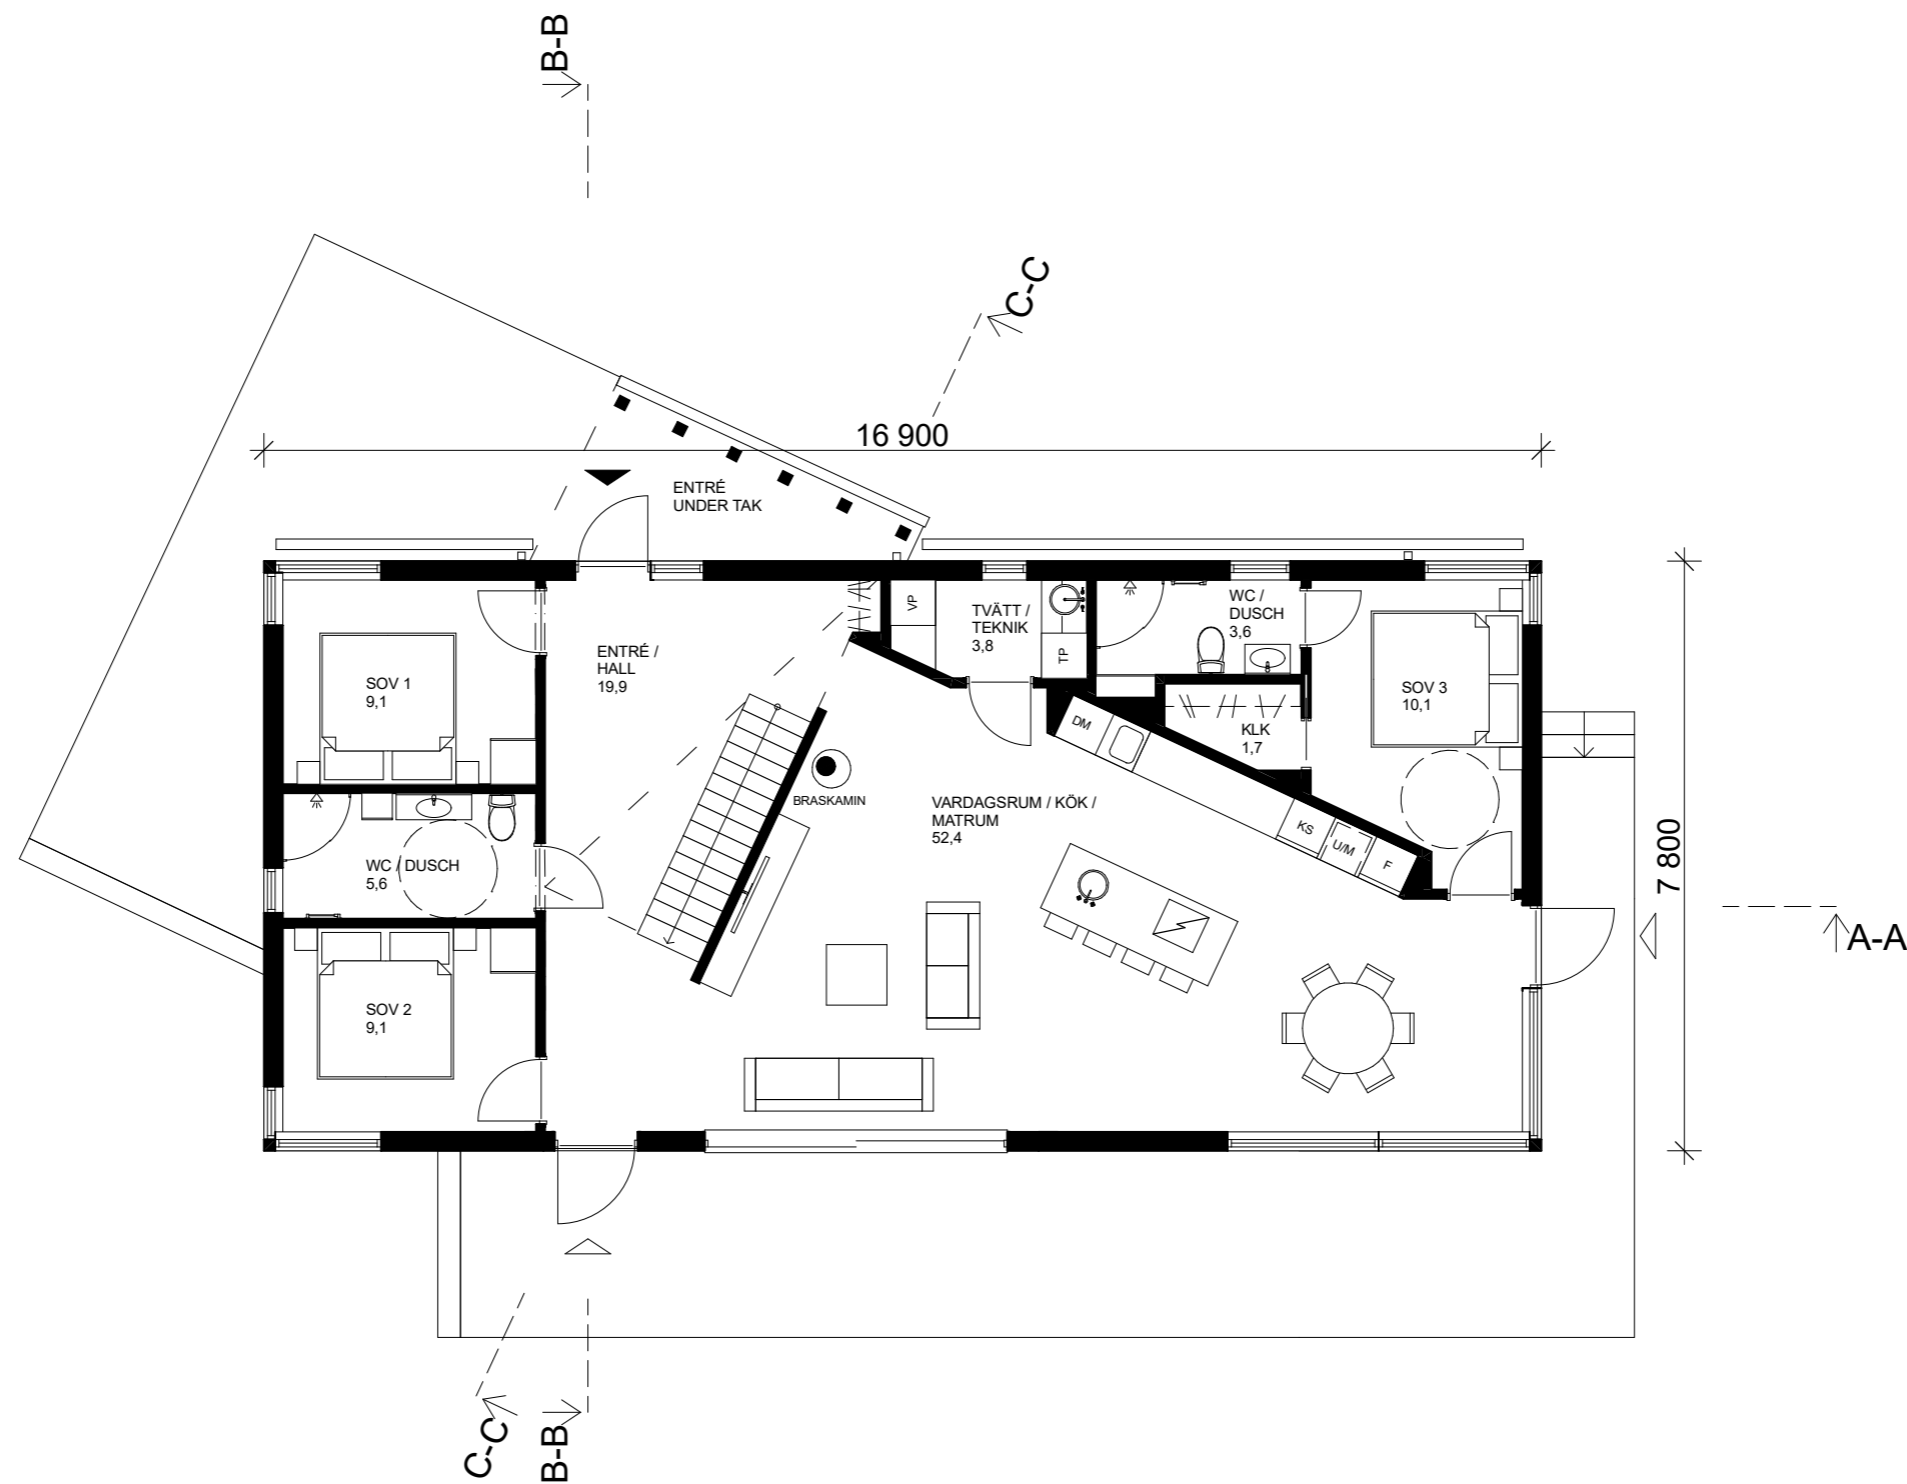 B-B
C-C
16 900
ENTRÉ
UNDER TAK
VP
TVÄTT /
TEKNIK
3,8
TP
WC /
DUSCH
3,6
ENTRÉ /
HALL
19,9
SOV 1
9,1
SOV 3
10,1
DM
KLK
1,7
BRASKAMIN
VARDAGSRUM / KÖK /
MATRUM
52,4
KS
U/M
F
7 800
WC / DUSCH
5,6
A-A
SOV 2
9,1
C-C
B-B